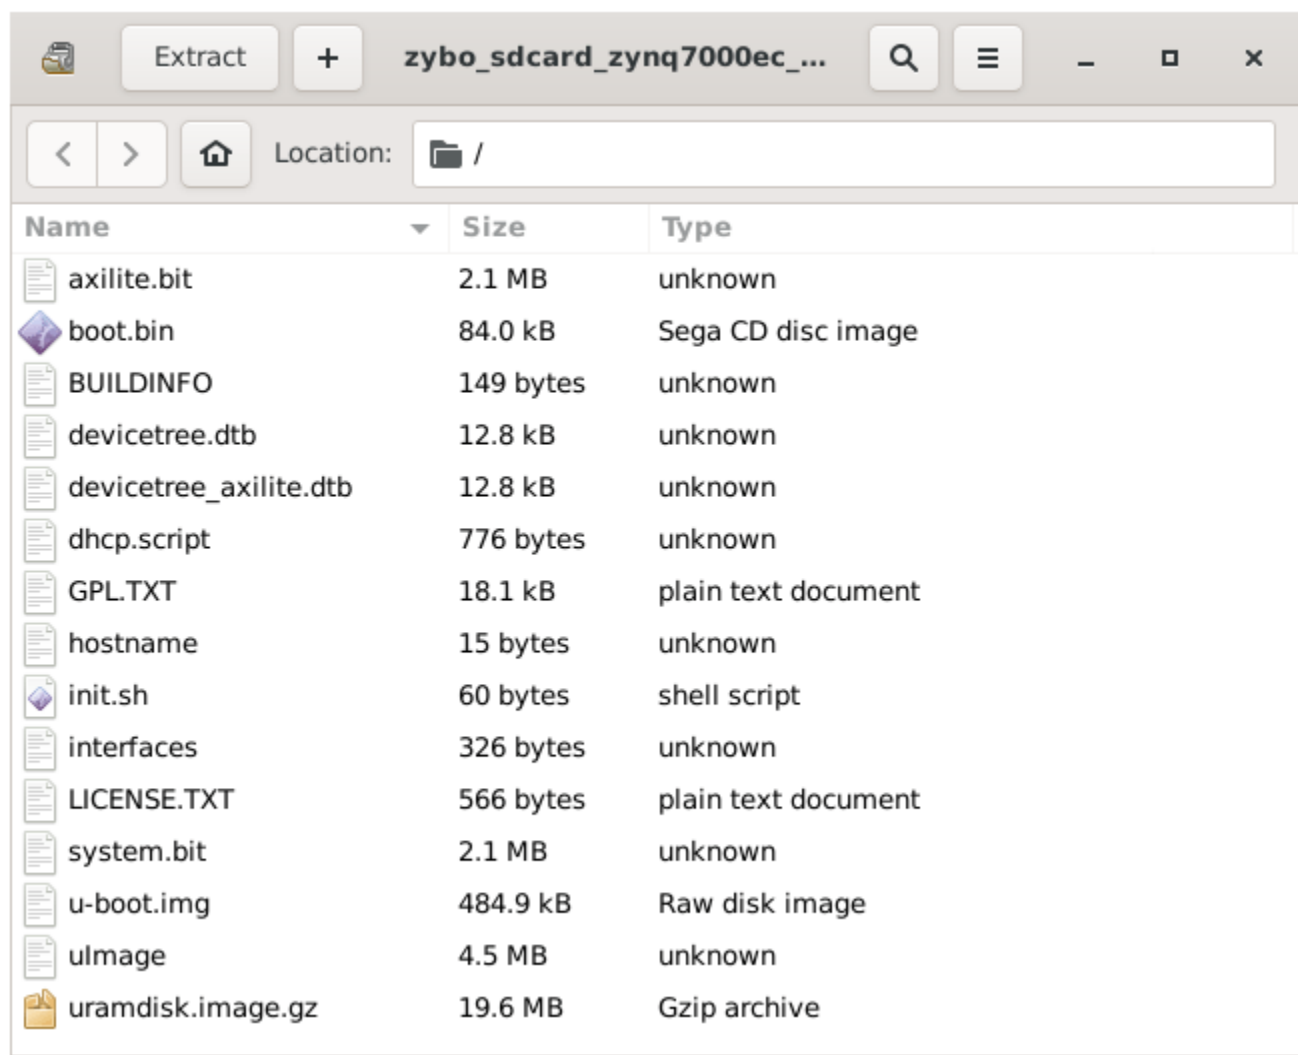 Extract + zybo_sdcard_zynq7000ec_...
Location: /
Name Size Type
axilite.bit 2.1 MB unknown
boot.bin 84.0 kB Sega CD disc image
BUILDINFO 149 bytes unknown
devicetree.dtb 12.8 kB unknown
devicetree_axilite.dtb 12.8 kB unknown
dhcp.script 776 bytes unknown
GPL.TXT 18.1 kB plain text document
hostname 15 bytes unknown
init.sh 60 bytes shell script
interfaces 326 bytes unknown
LICENSE.TXT 566 bytes plain text document
system.bit 2.1 MB unknown
u-boot.img 484.9 kB Raw disk image
uImage 4.5 MB unknown
uramdisk.image.gz 19.6 MB Gzip archive